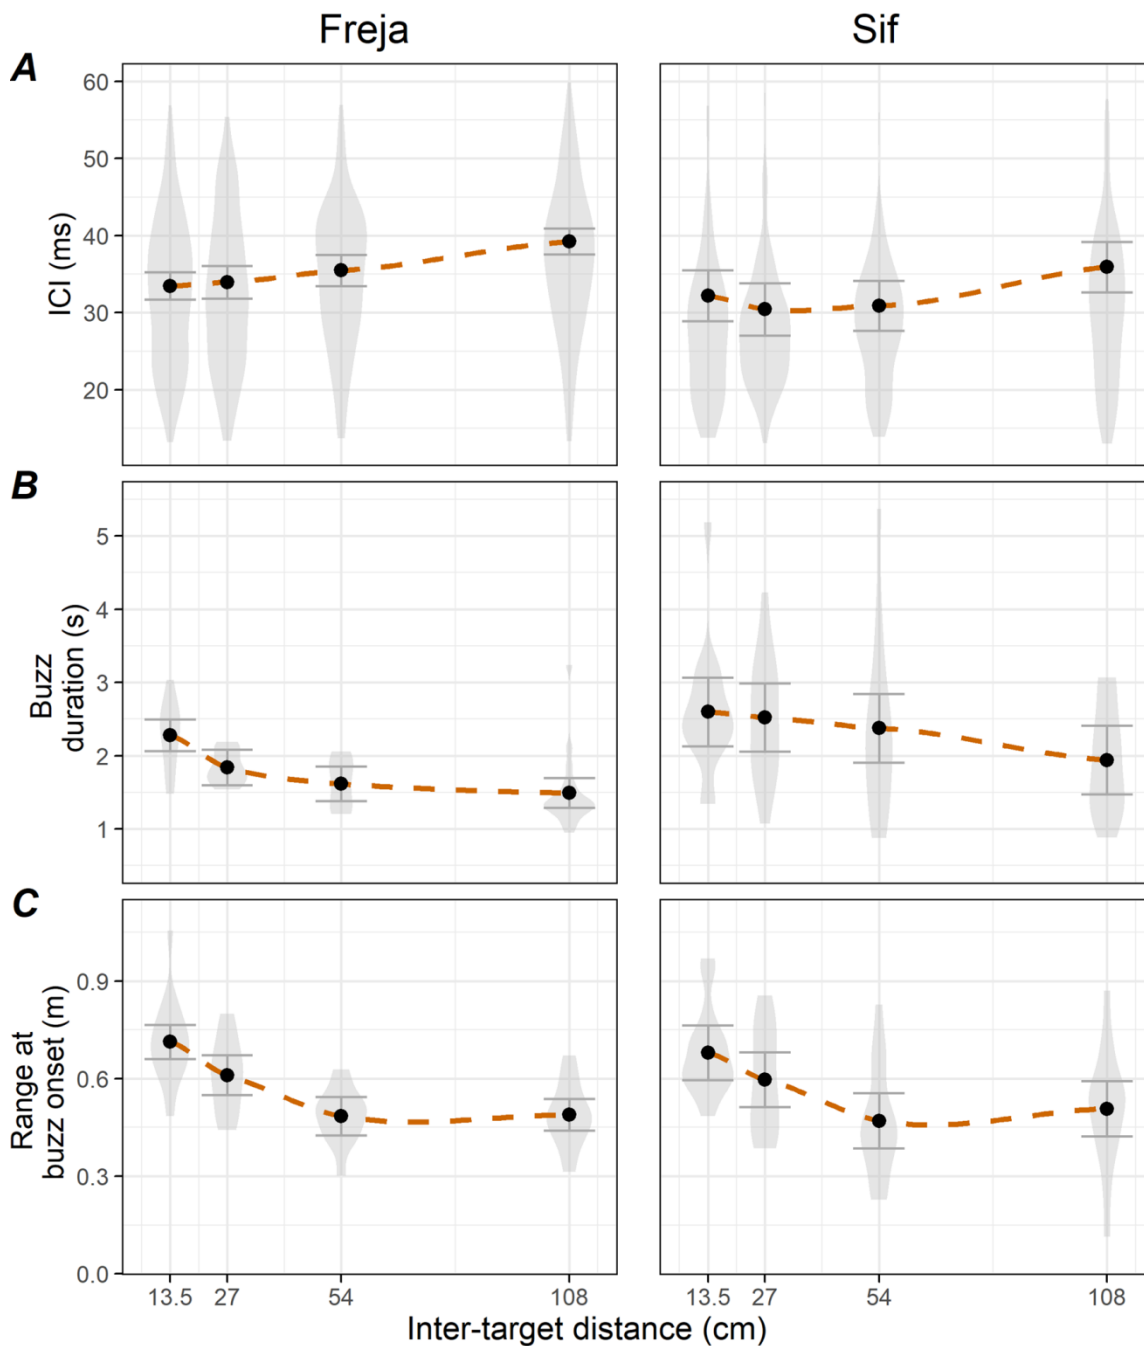 Freja Sif
A
ICI (ms)
60
50
40
30
20
B
Buzz
duration (s)
5
4
3
2
1
C
Range at
buzz onset (m)
0.9
0.6
0.3
0.0
13.5 27 54 108 13.5 27 54 108
Inter-target distance (cm)